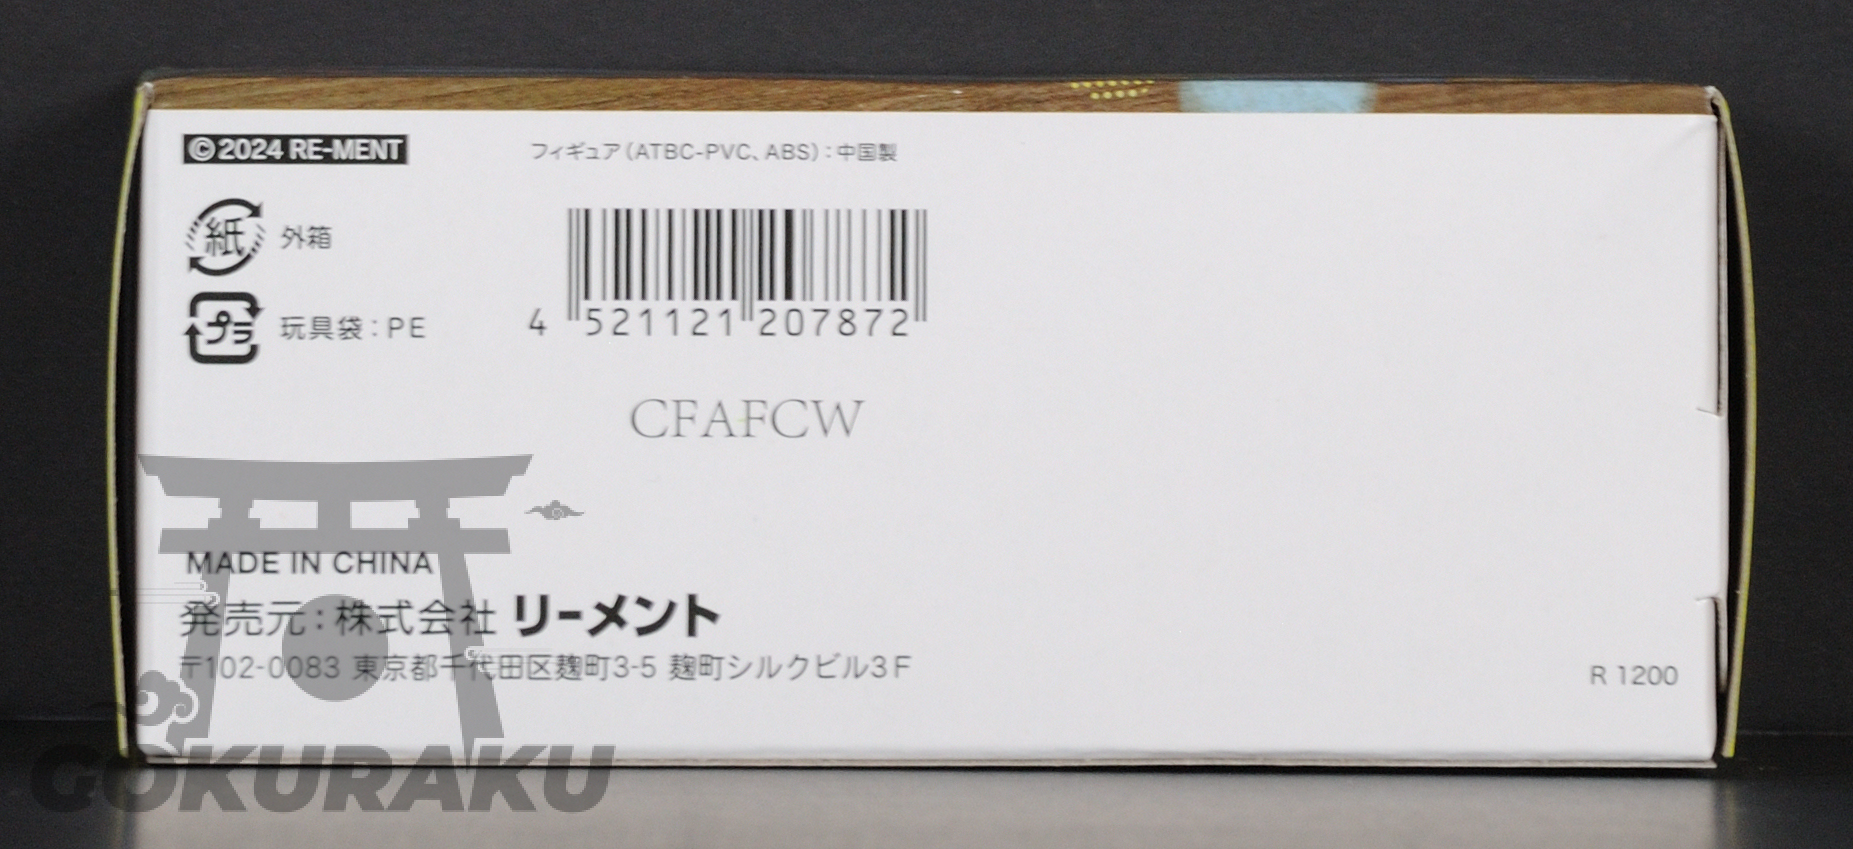 ©2024 RE-MENT
フィギュア（ATBC-PVC、ABS）：中国製
紙 外箱
プラ 玩具袋：PE
4 521121 207872
CFAFCW
MADE IN CHINA
発売元：株式会社 リーメント
〒102-0083 東京都千代田区麹町3-5 麹町シルクビル3F
R 1200
GOKURAKU